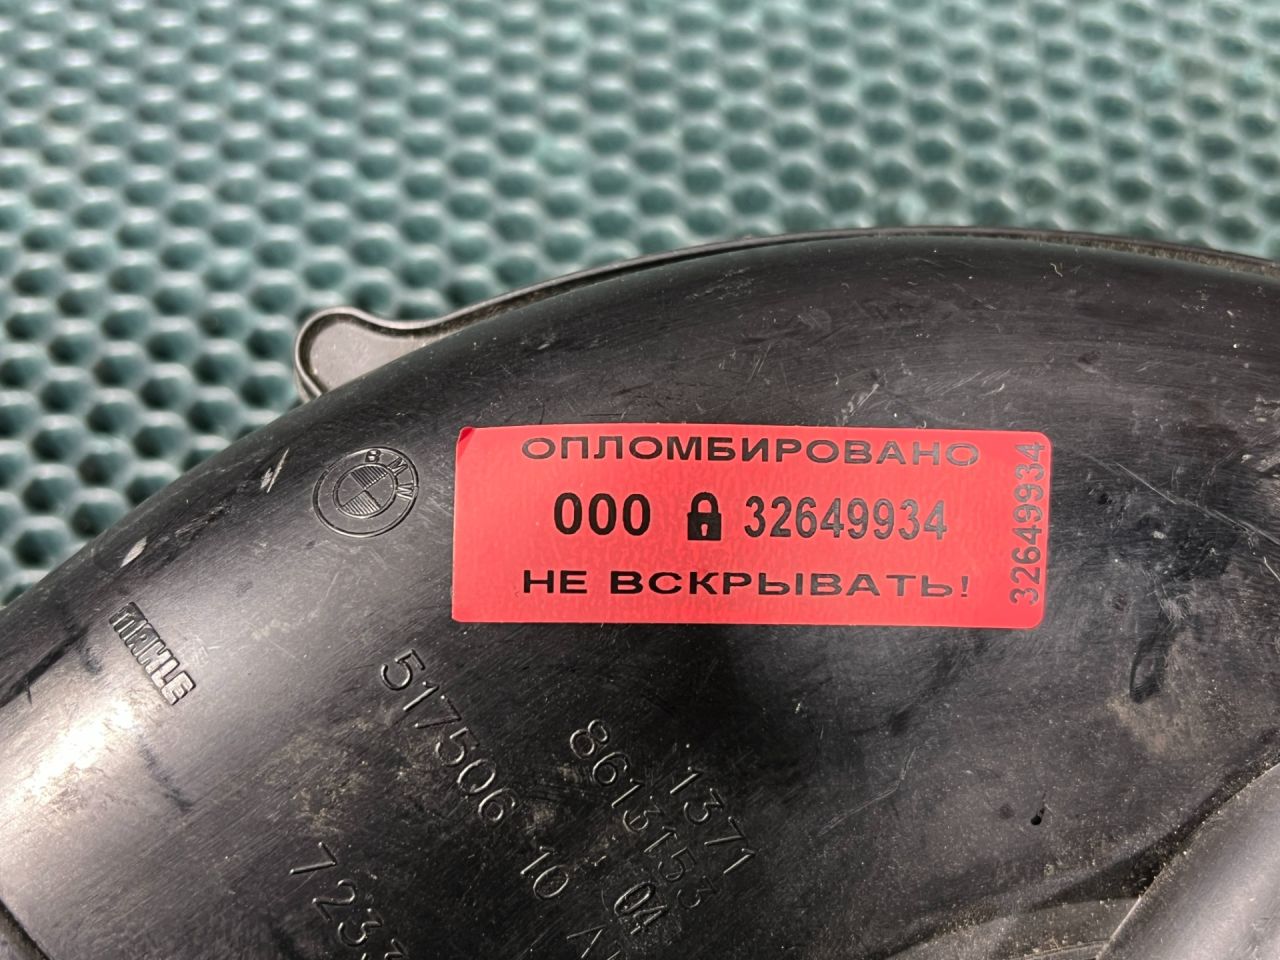 ОПЛОМБИРОВАНО
000 32649934
НЕ ВСКРЫВАТЬ!
32649934
BMW
MAHLE
517506 10
1371
8613153 04